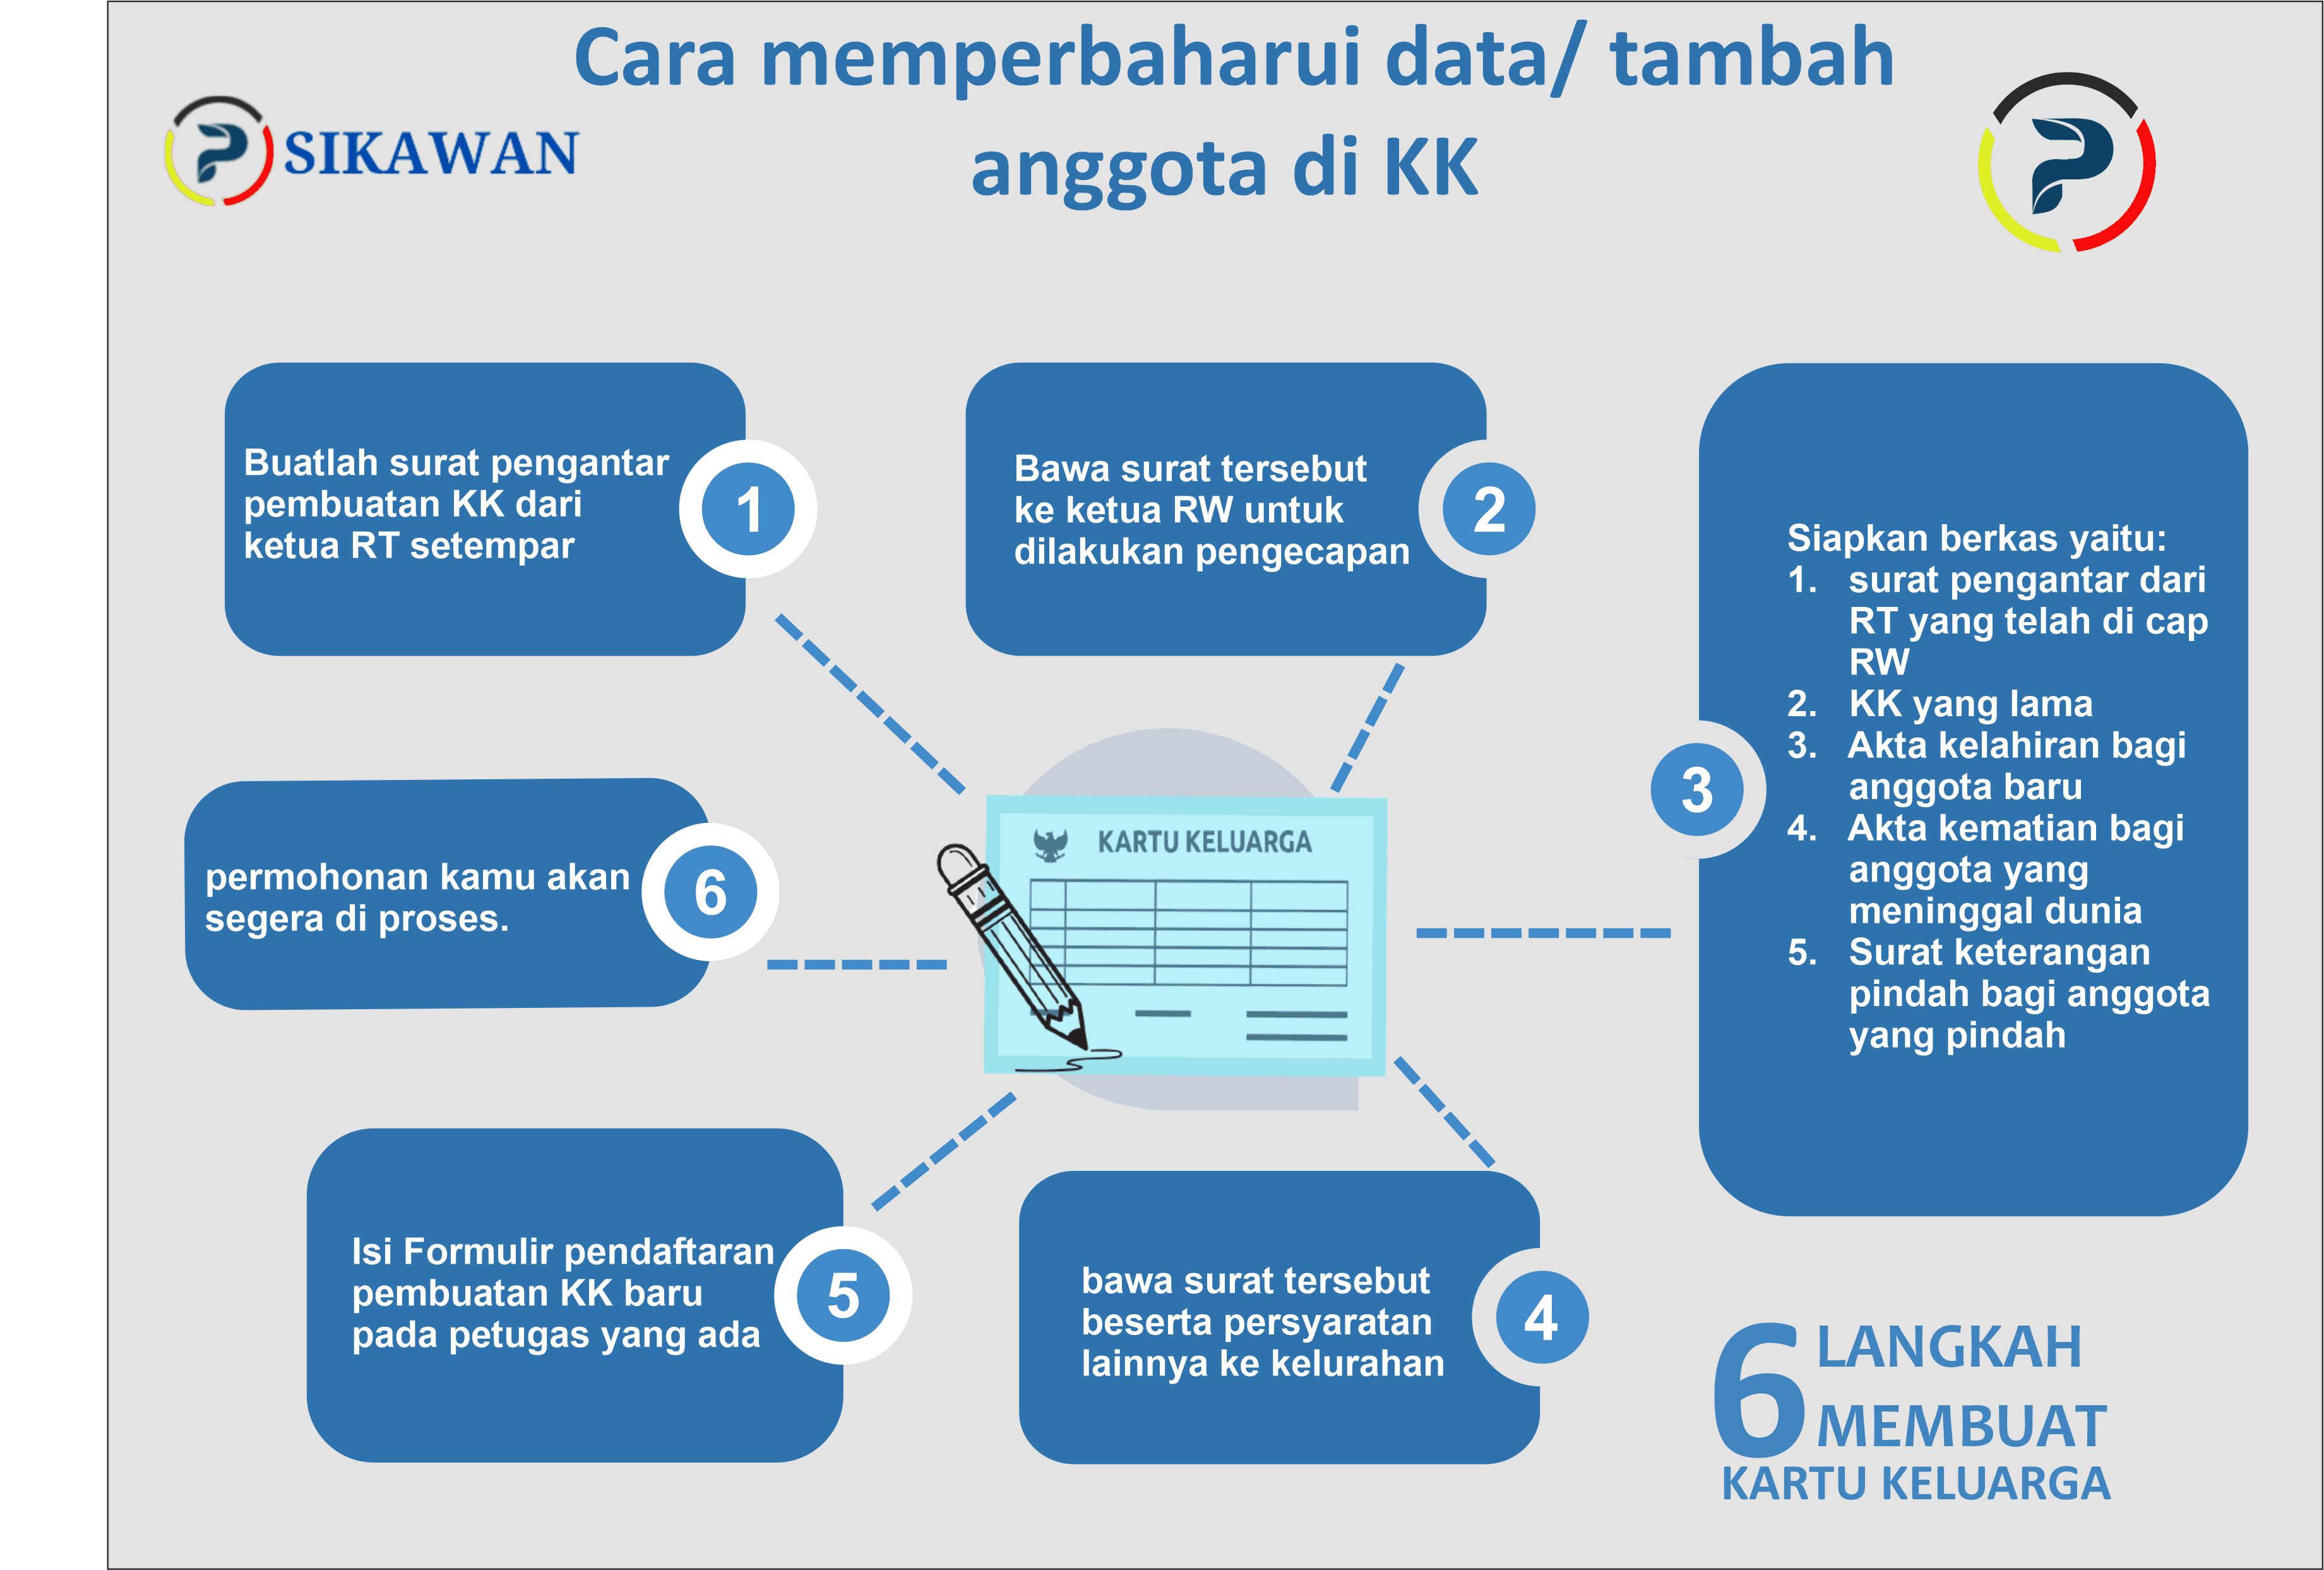 Cara memperbaharui data/ tambah
anggota di KK
SIKAWAN
Buatlah surat pengantar
pembuatan KK dari
ketua RT setempar
1
Bawa surat tersebut
ke ketua RW untuk
dilakukan pengecapan
2
Siapkan berkas yaitu:
1. surat pengantar dari
RT yang telah di cap
RW
2. KK yang lama
3. Akta kelahiran bagi
anggota baru
4. Akta kematian bagi
anggota yang
meninggal dunia
5. Surat keterangan
pindah bagi anggota
yang pindah
3
KARTU KELUARGA
bawa surat tersebut
beserta persyaratan
lainnya ke kelurahan
4
Isi Formulir pendaftaran
pembuatan KK baru
pada petugas yang ada
5
permohonan kamu akan
segera di proses.
6
6 LANGKAH
MEMBUAT
KARTU KELUARGA